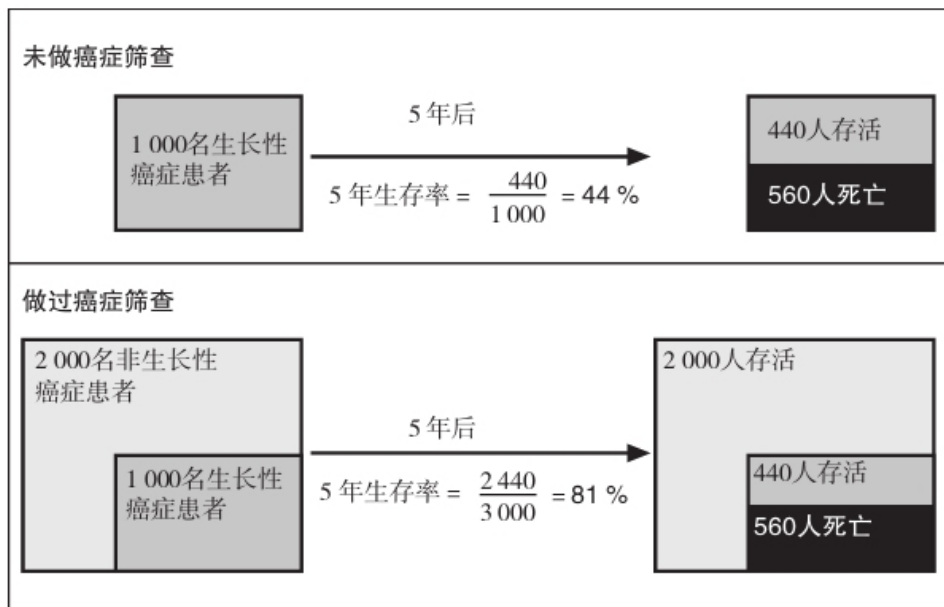 未做癌症筛查
1 000名生长性
癌症患者
5 年后
5 年生存率 = 440/1 000 = 44 %
440人存活
560人死亡
做过癌症筛查
2 000名非生长性
癌症患者
1 000名生长性
癌症患者
5 年后
5 年生存率 = 2 440/3 000 = 81 %
2 000人存活
440人存活
560人死亡